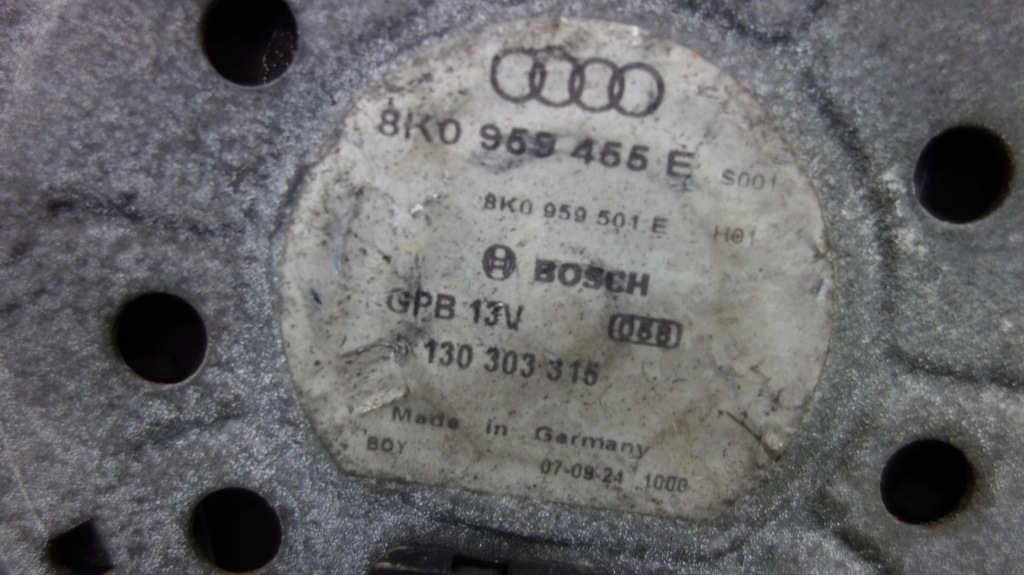 8K0 959 455 E S001
8K0 959 501 E H01
BOSCH
GPB 13V 058
130 303 315
Made in Germany
BOY 07-08-24 1000